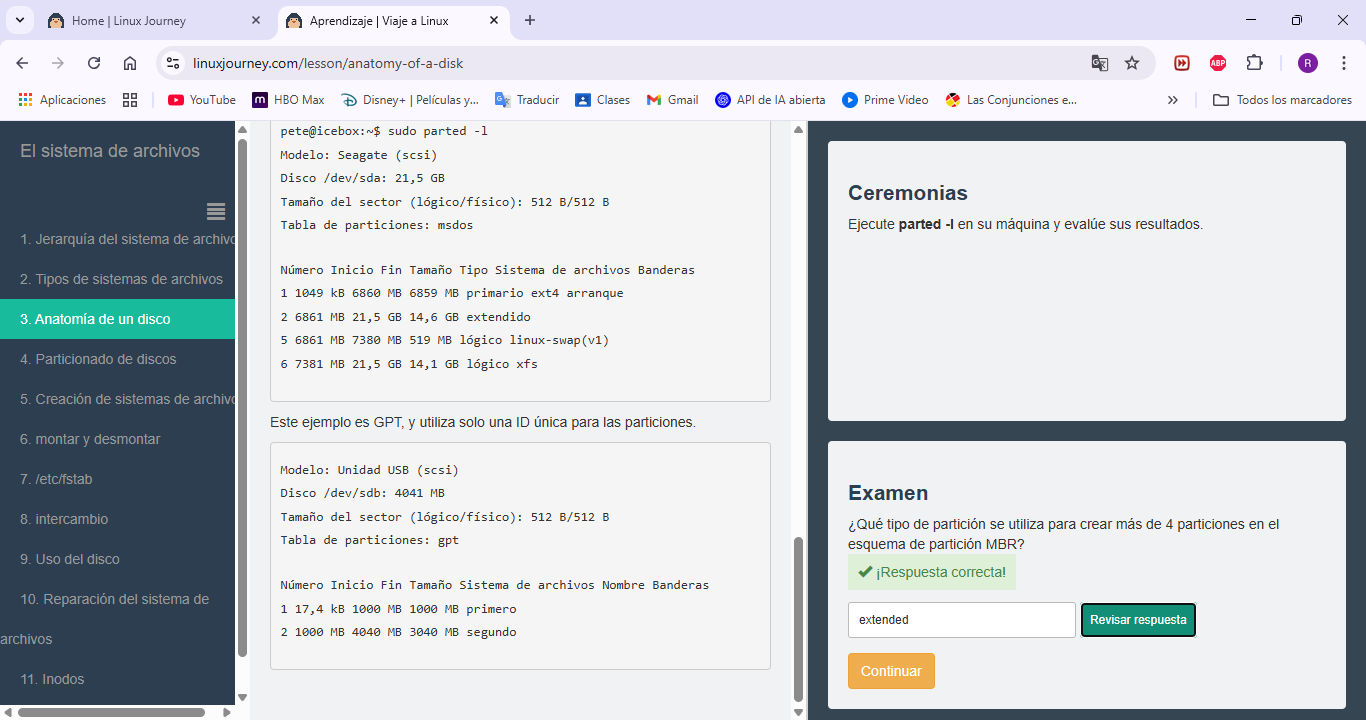 Home | Linux Journey
Aprendizaje | Viaje a Linux
linuxjourney.com/lesson/anatomy-of-a-disk
ABP
R
Aplicaciones
YouTube
m
HBO Max
Disney+ | Películas y...
Traducir
Clases
Gmail
API de IA abierta
Prime Video
Las Conjunciones e...
Todos los marcadores
El sistema de archivos
1. Jerarquía del sistema de archivo
2. Tipos de sistemas de archivos
3. Anatomía de un disco
4. Particionado de discos
5. Creación de sistemas de archivo
6. montar y desmontar
7. /etc/fstab
8. intercambio
9. Uso del disco
10. Reparación del sistema de
archivos
11. Inodos
pete@icebox:~$ sudo parted -l
Modelo: Seagate (scsi)
Disco /dev/sda: 21,5 GB
Tamaño del sector (lógico/físico): 512 B/512 B
Tabla de particiones: msdos
Número Inicio Fin Tamaño Tipo Sistema de archivos Banderas
1 1049 kB 6860 MB 6859 MB primario ext4 arranque
2 6861 MB 21,5 GB 14,6 GB extendido
5 6861 MB 7380 MB 519 MB lógico linux-swap(v1)
6 7381 MB 21,5 GB 14,1 GB lógico xfs
Este ejemplo es GPT, y utiliza solo una ID única para las particiones.
Modelo: Unidad USB (scsi)
Disco /dev/sdb: 4041 MB
Tamaño del sector (lógico/físico): 512 B/512 B
Tabla de particiones: gpt
Número Inicio Fin Tamaño Sistema de archivos Nombre Banderas
1 17,4 kB 1000 MB 1000 MB primero
2 1000 MB 4040 MB 3040 MB segundo
Ceremonias
Ejecute parted -l en su máquina y evalúe sus resultados.
Examen
¿Qué tipo de partición se utiliza para crear más de 4 particiones en el
esquema de partición MBR?
¡Respuesta correcta!
extended
Revisar respuesta
Continuar